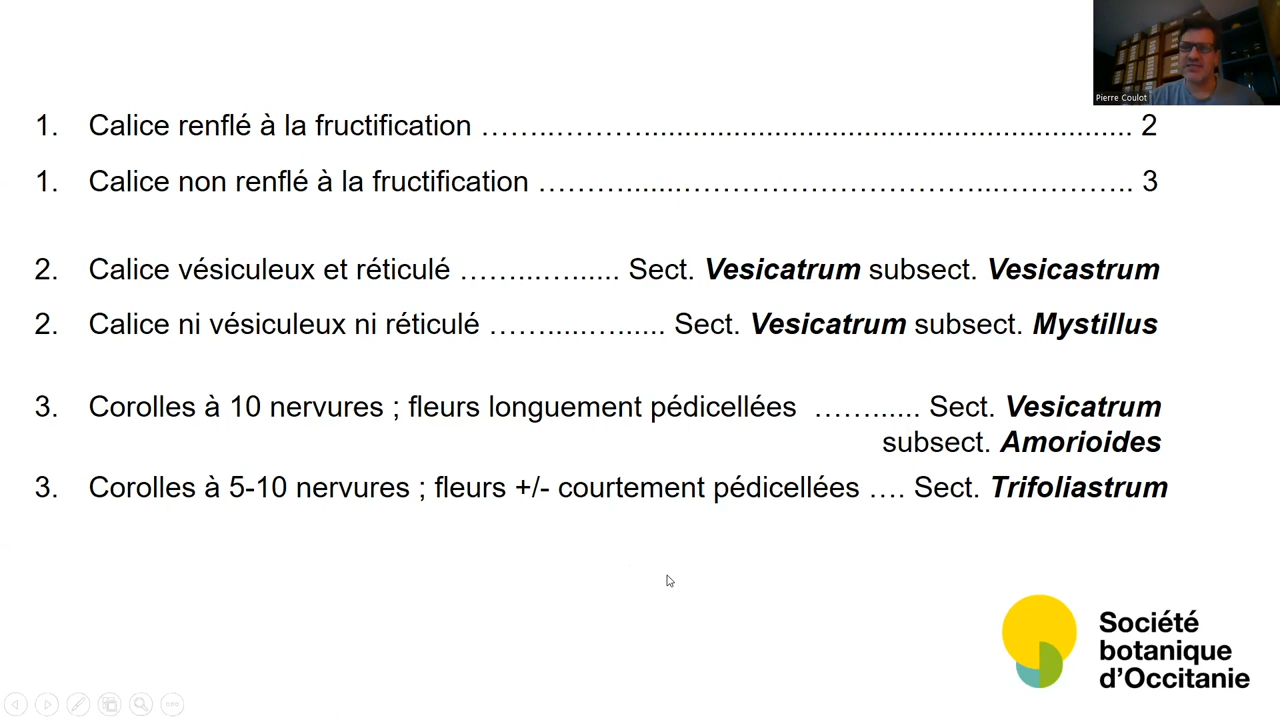 Pierre Coulot
1. Calice renflé à la fructification ……...………...................................................... 2
1. Calice non renflé à la fructification ……….......…………………………....………….. 3
2. Calice vésiculeux et réticulé ……...…...... Sect. Vesicatrum subsect. Vesicastrum
2. Calice ni vésiculeux ni réticulé ……....…...... Sect. Vesicatrum subsect. Mystillus
3. Corolles à 10 nervures ; fleurs longuement pédicellées ……...... Sect. Vesicatrum
subsect. Amorioides
3. Corolles à 5-10 nervures ; fleurs +/- courtement pédicellées …. Sect. Trifoliastrum
Société
botanique
d’Occitanie